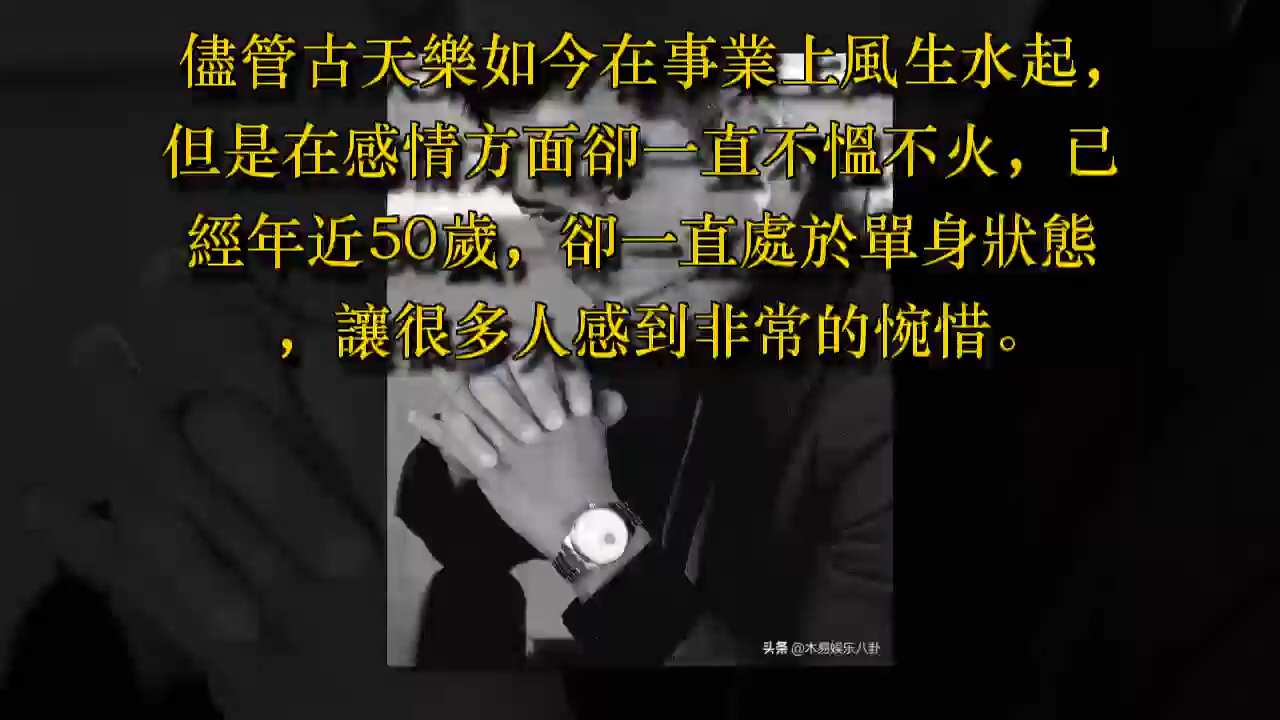 儘管古天樂如今在事業上風生水起，
但是在感情方面卻一直不慍不火，已
經年近50歲，卻一直處於單身狀態
，讓很多人感到非常的惋惜。
头条 @木易娱乐八卦